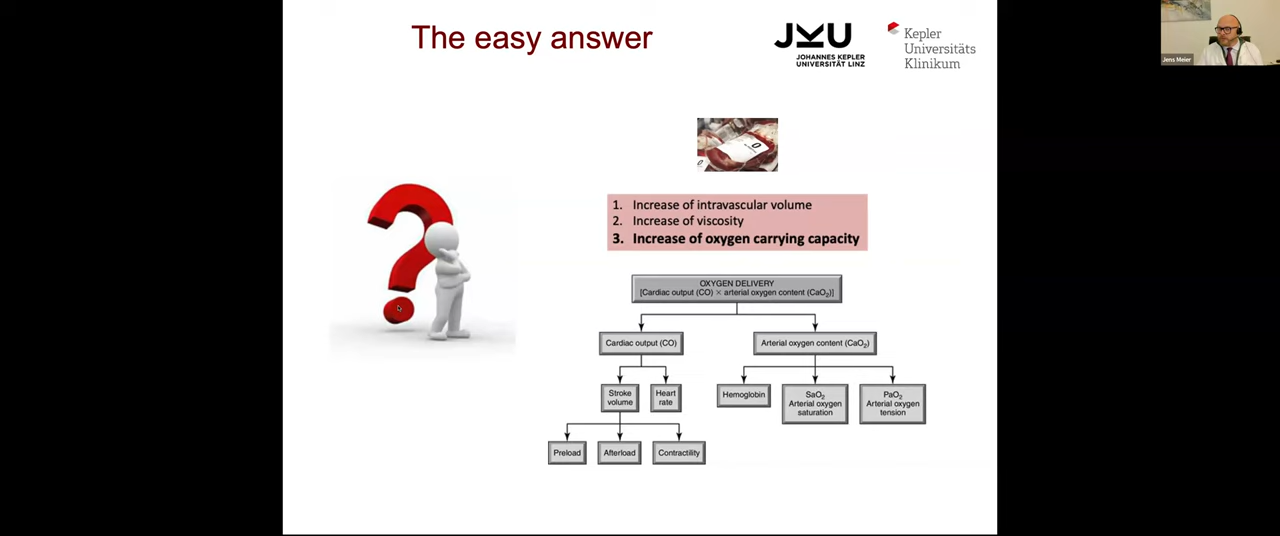 The easy answer
JKU
JOHANNES KEPLER
UNIVERSITÄT LINZ
Kepler
Universitäts
Klinikum
Jens Meier
O
1. Increase of intravascular volume
2. Increase of viscosity
3. Increase of oxygen carrying capacity
OXYGEN DELIVERY
[Cardiac output (CO) × arterial oxygen content (CaO₂)]
Cardiac output (CO)
Arterial oxygen content (CaO₂)
Stroke
volume
Heart
rate
Hemoglobin
SaO₂
Arterial oxygen
saturation
PaO₂
Arterial oxygen
tension
Preload
Afterload
Contractility